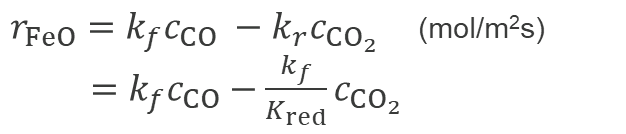 r_FeO = k_f c_CO − k_r c_CO₂ (mol/m²s)
= k_f c_CO − k_f/K_red c_CO₂